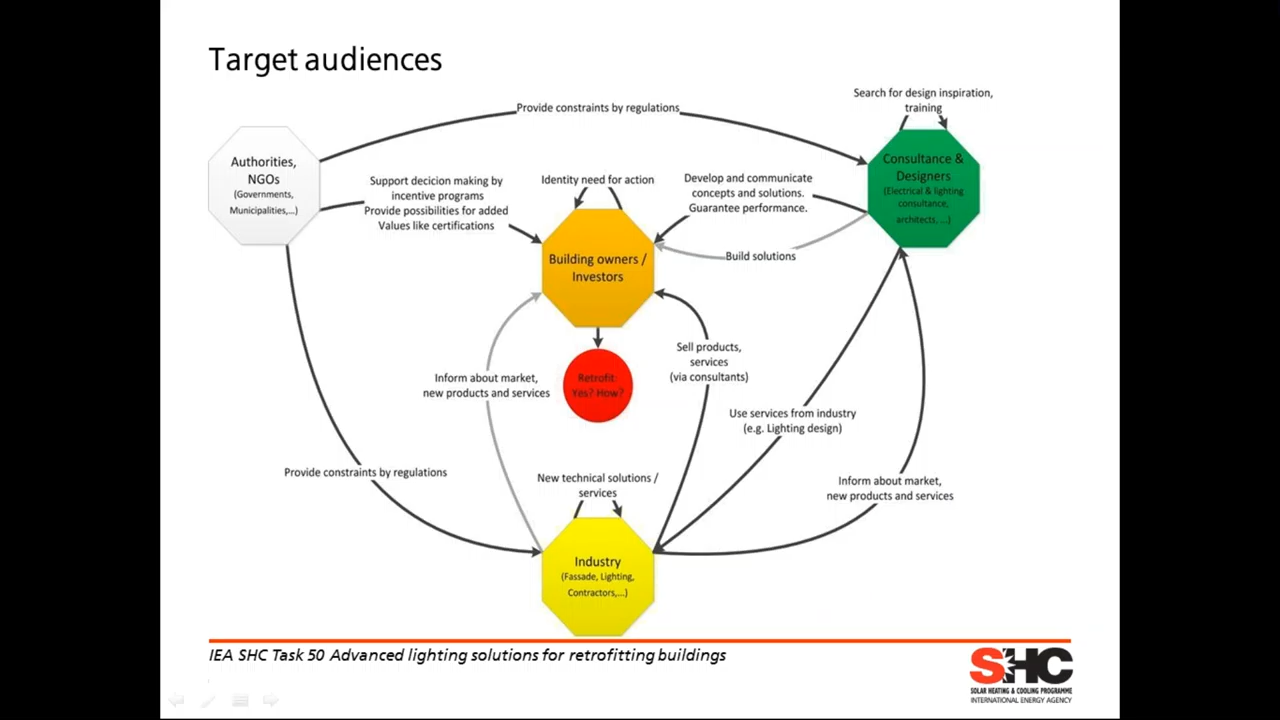 Target audiences
Search for design inspiration,
training
Provide constraints by regulations
Authorities,
NGOs
(Governments,
Municipalities,...)
Support decicion making by
incentive programs
Provide possibilities for added
Values like certifications
Identity need for action
Develop and communicate
concepts and solutions.
Guarantee performance.
Consultance &
Designers
(Electrical & lighting
consultance,
architects, ...)
Build solutions
Building owners /
Investors
Retrofit:
Yes? How?
Sell products,
services
(via consultants)
Inform about market,
new products and services
Use services from industry
(e.g. Lighting design)
Provide constraints by regulations
New technical solutions /
services
Inform about market,
new products and services
Industry
(Fassade, Lighting,
Contractors,...)
IEA SHC Task 50 Advanced lighting solutions for retrofitting buildings
SHC
SOLAR HEATING & COOLING PROGRAMME
INTERNATIONAL ENERGY AGENCY